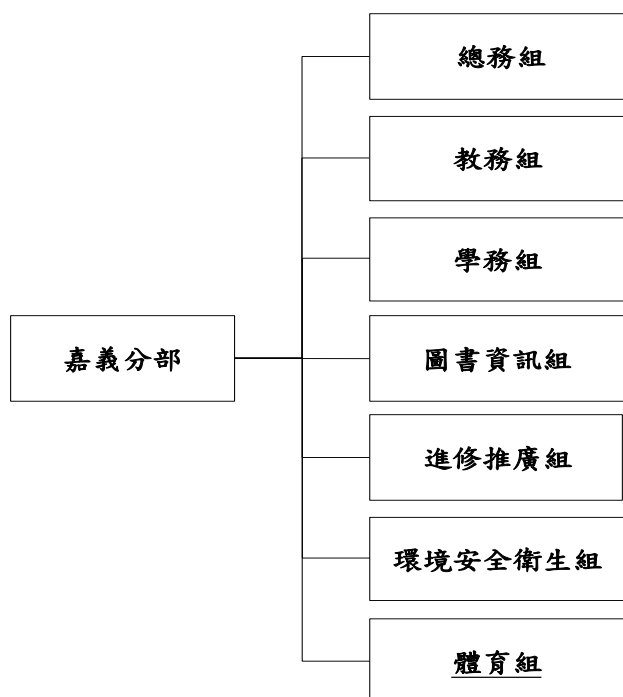 總務組
教務組
學務組
嘉義分部
圖書資訊組
進修推廣組
環境安全衛生組
體育組